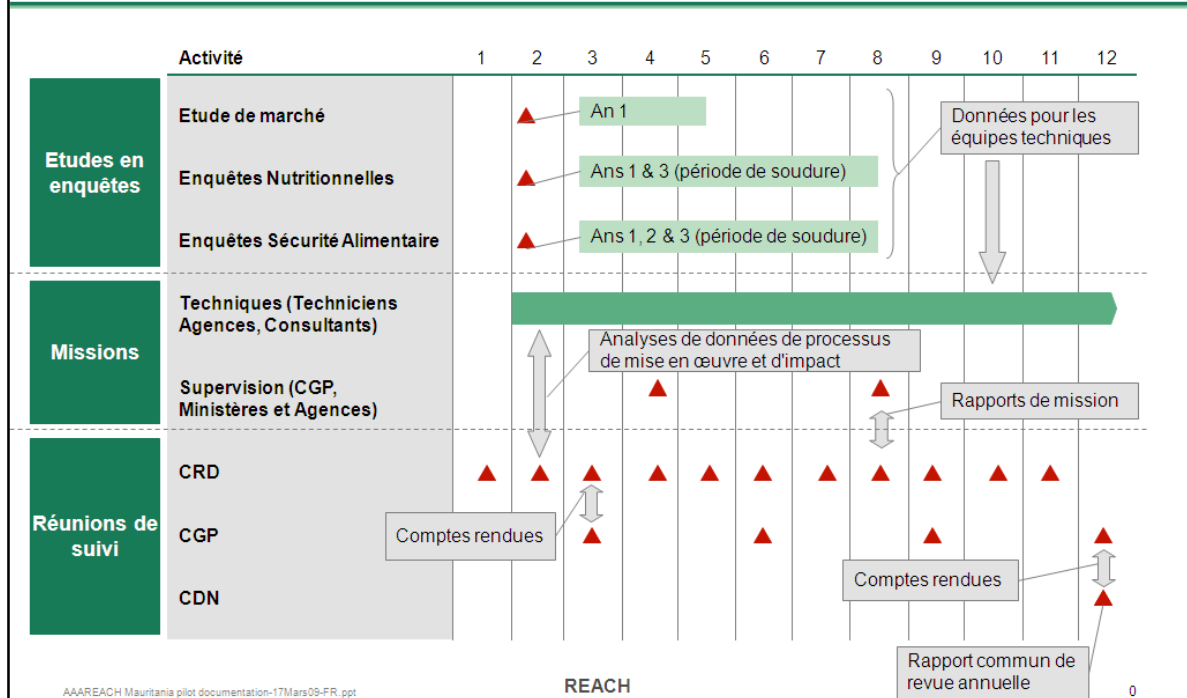 Activité 1 2 3 4 5 6 7 8 9 10 11 12
Etudes en
enquêtes
Etude de marché
An 1
Enquêtes Nutritionnelles
Ans 1 & 3 (période de soudure)
Enquêtes Sécurité Alimentaire
Ans 1, 2 & 3 (période de soudure)
Données pour les
équipes techniques
Missions
Techniques (Techniciens
Agences, Consultants)
Analyses de données de processus
de mise en œuvre et d'impact
Supervision (CGP,
Ministères et Agences)
Rapports de mission
Réunions de
suivi
CRD
Comptes rendues
CGP
Comptes rendues
CDN
Rapport commun de
revue annuelle
AAAREACH Mauritania pilot documentation-17Mars09-FR.ppt
REACH
0